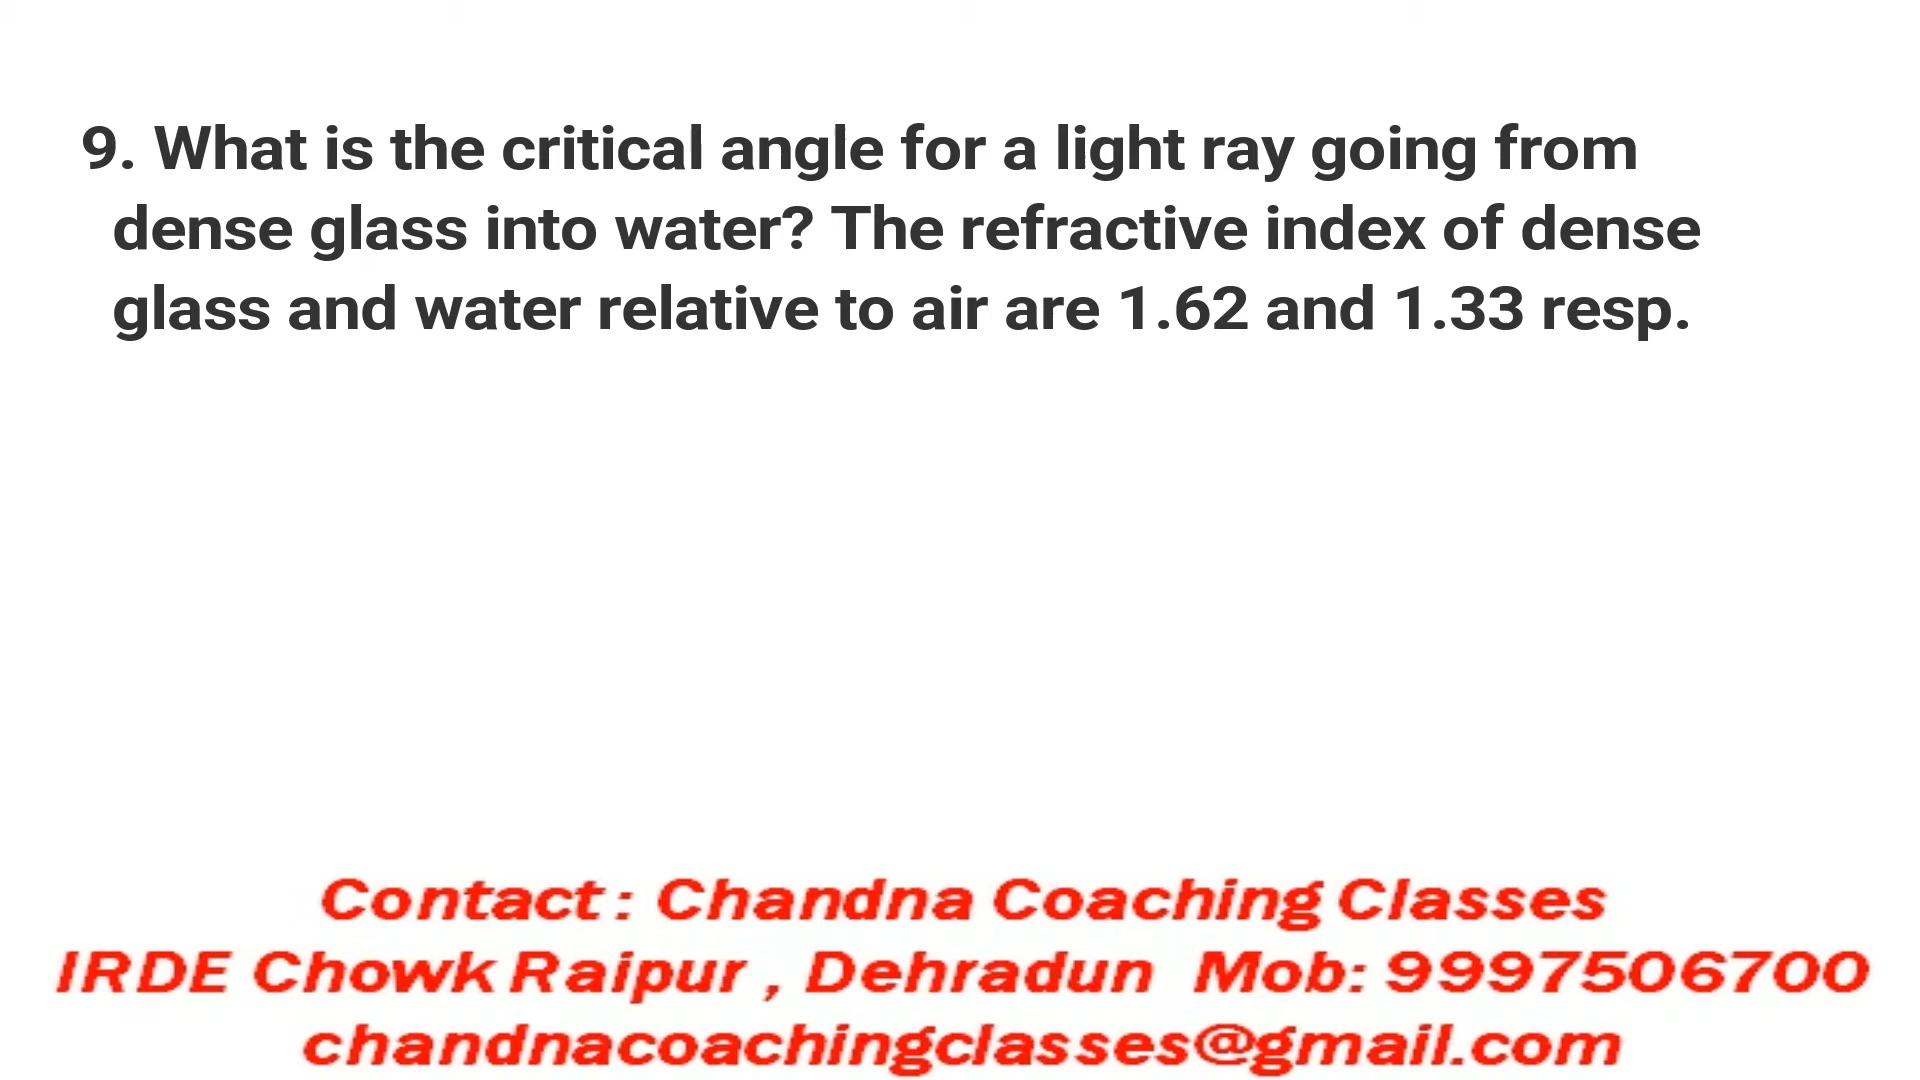 9. What is the critical angle for a light ray going from
dense glass into water? The refractive index of dense
glass and water relative to air are 1.62 and 1.33 resp.
Contact : Chandna Coaching Classes
IRDE Chowk Raipur , Dehradun Mob: 9997506700
chandnacoachingclasses@gmail.com